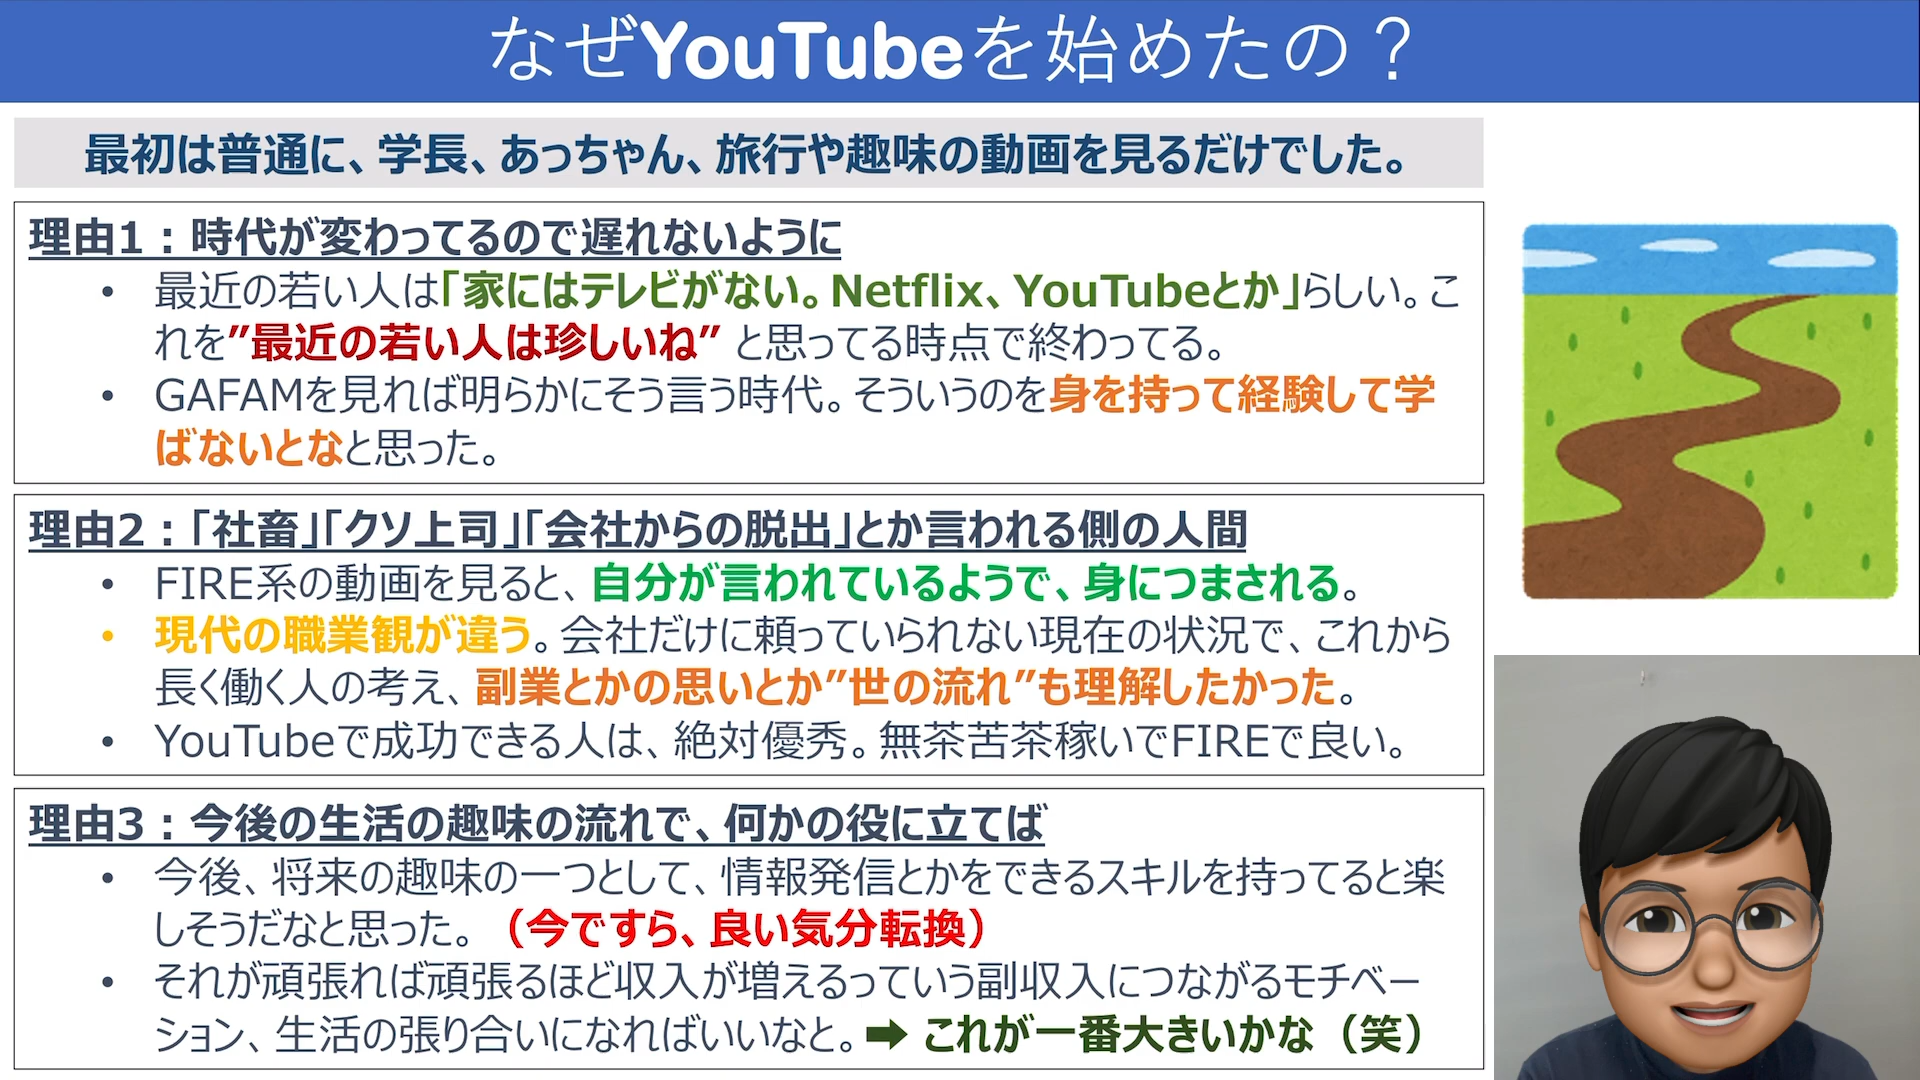 なぜYouTubeを始めたの？
最初は普通に、学長、あっちゃん、旅行や趣味の動画を見るだけでした。
理由1：時代が変わってるので遅れないように
• 最近の若い人は「家にはテレビがない。Netflix、YouTubeとか」らしい。こ
れを”最近の若い人は珍しいね” と思ってる時点で終わってる。
• GAFAMを見れば明らかにそう言う時代。そういうのを身を持って経験して学
ばないとなと思った。
理由2：「社畜」「クソ上司」「会社からの脱出」とか言われる側の人間
• FIRE系の動画を見ると、自分が言われているようで、身につまされる。
• 現代の職業観が違う。会社だけに頼っていられない現在の状況で、これから
長く働く人の考え、副業とかの思いとか”世の流れ”も理解したかった。
• YouTubeで成功できる人は、絶対優秀。無茶苦茶稼いでFIREで良い。
理由3：今後の生活の趣味の流れで、何かの役に立てば
• 今後、将来の趣味の一つとして、情報発信とかをできるスキルを持ってると楽
しそうだなと思った。（今ですら、良い気分転換）
• それが頑張れば頑張るほど収入が増えるっていう副収入につながるモチベー
ション、生活の張り合いになればいいなと。➡ これが一番大きいかな（笑）